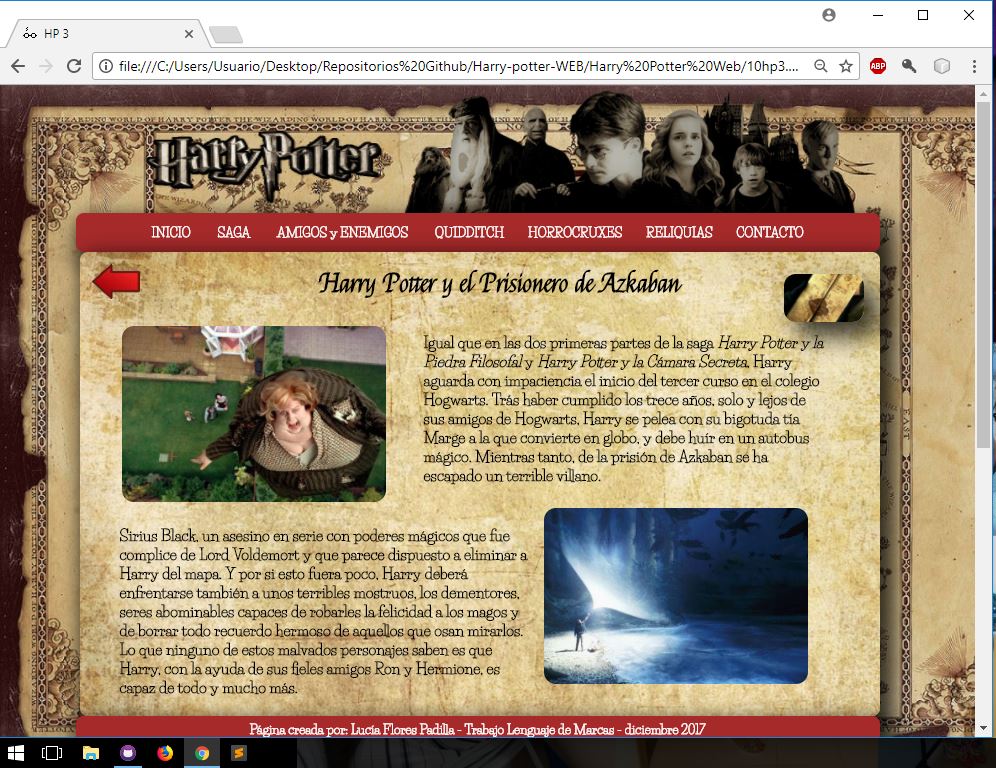 HP 3
file:///C:/Users/Usuario/Desktop/Repositorios%20Github/Harry-potter-WEB/Harry%20Potter%20Web/10hp3....
ABP
Harry Potter
INICIO SAGA AMIGOS y ENEMIGOS QUIDDITCH HORROCRUXES RELIQUIAS CONTACTO
Harry Potter y el Prisionero de Azkaban
Igual que en las dos primeras partes de la saga Harry Potter y la
Piedra Filosofal y Harry Potter y la Cámara Secreta, Harry
aguarda con impaciencia el inicio del tercer curso en el colegio
Hogwarts. Trás haber cumplido los trece años, solo y lejos de
sus amigos de Hogwarts, Harry se pelea con su bigotuda tía
Marge a la que convierte en globo, y debe huír en un autobus
mágico. Mientras tanto, de la prisión de Azkaban se ha
escapado un terrible villano.
Sirius Black, un asesino en serie con poderes mágicos que fue
complice de Lord Voldemort y que parece dispuesto a eliminar a
Harry del mapa. Y por si esto fuera poco, Harry deberá
enfrentarse también a unos terribles mostruos, los dementores,
seres abominables capaces de robarles la felicidad a los magos y
de borrar todo recuerdo hermoso de aquellos que osan mirarlos.
Lo que ninguno de estos malvados personajes saben es que
Harry, con la ayuda de sus fieles amigos Ron y Hermione, es
capaz de todo y mucho más.
Página creada por: Lucía Flores Padilla - Trabajo Lenguaje de Marcas - diciembre 2017